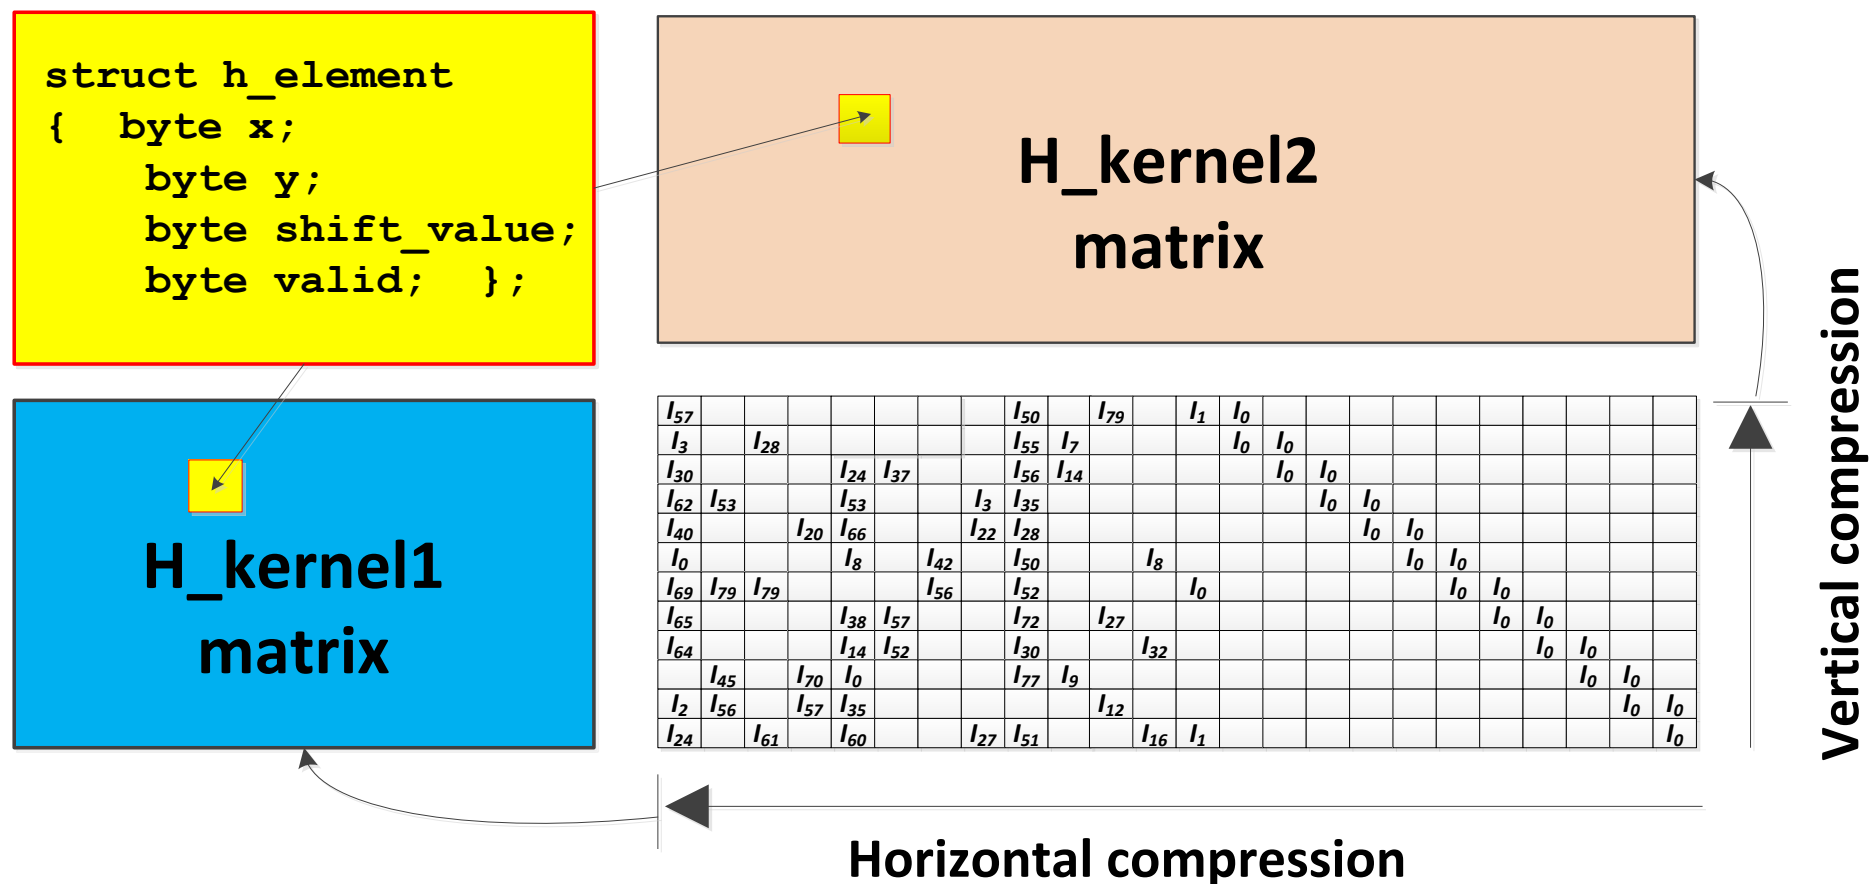 struct h_element
{ byte x;
byte y;
byte shift_value;
byte valid; };
H_kernel2
matrix
H_kernel1
matrix
I57 I50 I79 I1 I0
I3 I28 I55 I7 I0 I0
I30 I24 I37 I56 I14 I0 I0
I62 I53 I53 I3 I35 I0 I0
I40 I20 I66 I22 I28 I0 I0
I0 I8 I42 I50 I8 I0 I0
I69 I79 I79 I56 I52 I0 I0 I0
I65 I38 I57 I72 I27 I0 I0
I64 I14 I52 I30 I32 I0 I0
I45 I70 I0 I77 I9 I0 I0
I2 I56 I57 I35 I12 I0 I0
I24 I61 I60 I27 I51 I16 I1 I0
Vertical compression
Horizontal compression